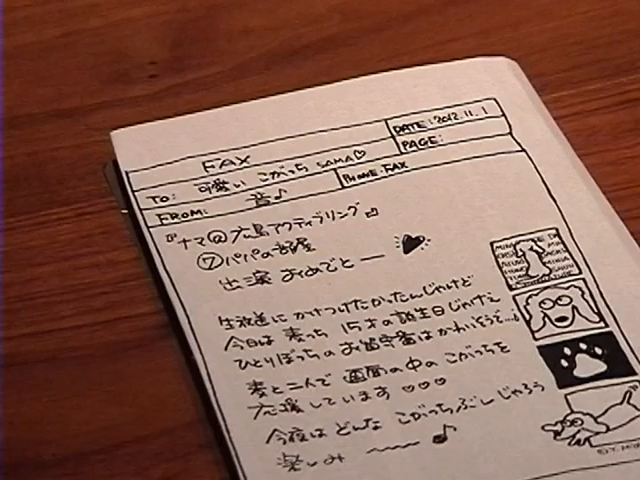 FAX
DATE: 2012.11.1
PAGE:
TO: 可愛い こがっち SAMA♡
PHONE・FAX
FROM: 音♪
『ナマ@広島アクティブリング』
⑦パパの部屋
出演 おめでとー
生放送に かけつけたかったんじゃけど
今日は 麦っち 15才の誕生日じゃけえ
ひとりぼっちの お留守番は かわいそうで…
麦と二人で 画面の中の こがっちを
応援しています ♡♡♡
今夜は どんな こがっちぶしじゃろう
楽しみ 〜〜〜♪